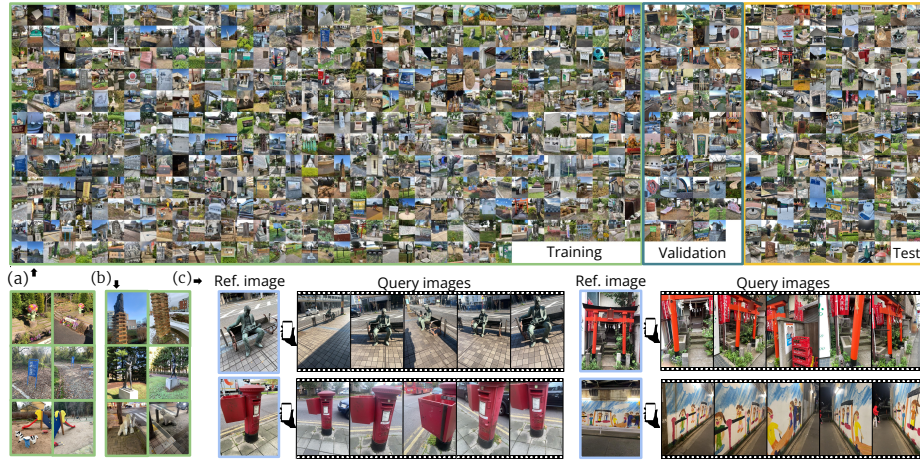 Training
Validation
Test
(a)
(b)
(c)
Ref. image
Query images
Ref. image
Query images